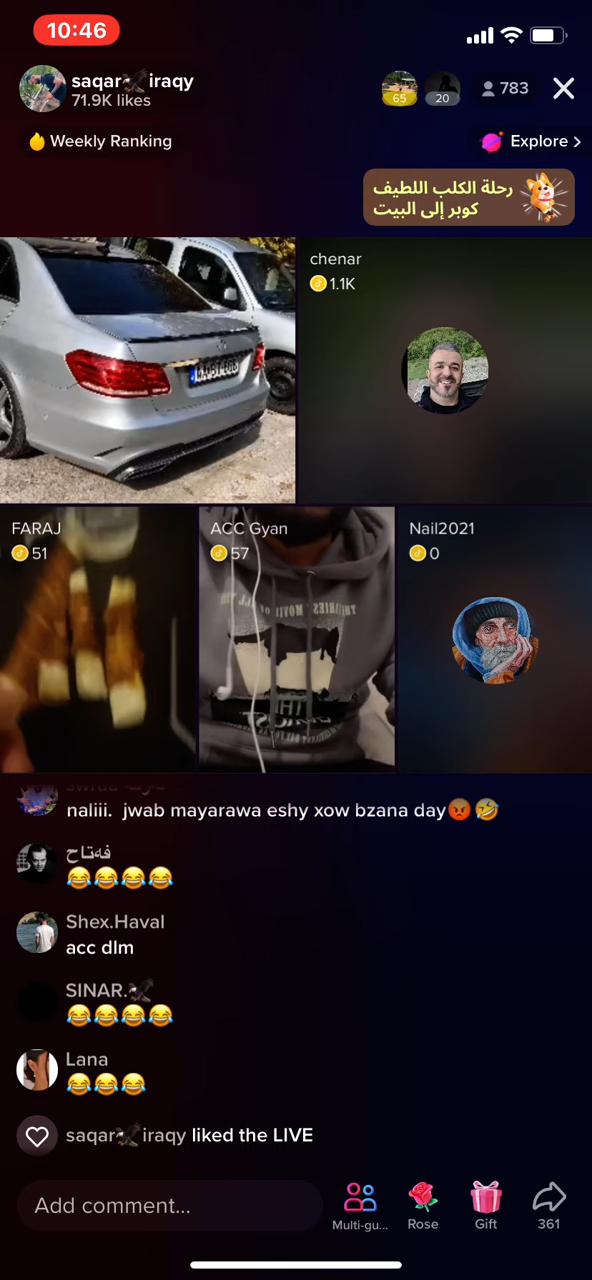 10:46
saqar🦅iraqy
71.9K likes
65
20
783
Weekly Ranking
Explore >
رحلة الكلب اللطيف
كوبر إلى البيت
chenar
1.1K
FARAJ
51
ACC Gyan
57
Nail2021
0
naliii. jwab mayarawa eshy xow bzana day😡🤣
فەتاح
😂😂😂😂
Shex.Haval
acc dlm
SINAR.🦅
😂😂😂😂
Lana
😂😂😂
saqar🦅iraqy liked the LIVE
Add comment...
Multi-gu...
Rose
Gift
361